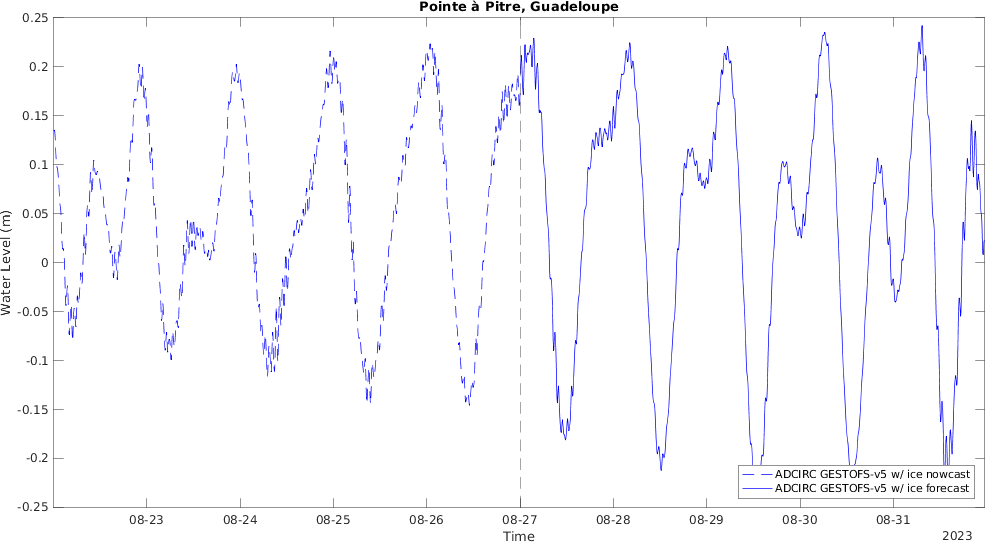 Pointe à Pitre, Guadeloupe
0.25
0.2
0.15
0.1
0.05
0
-0.05
-0.1
-0.15
-0.2
-0.25
Water Level (m)
ADCIRC GESTOFS-v5 w/ ice nowcast
ADCIRC GESTOFS-v5 w/ ice forecast
08-23 08-24 08-25 08-26 08-27 08-28 08-29 08-30 08-31
Time
2023